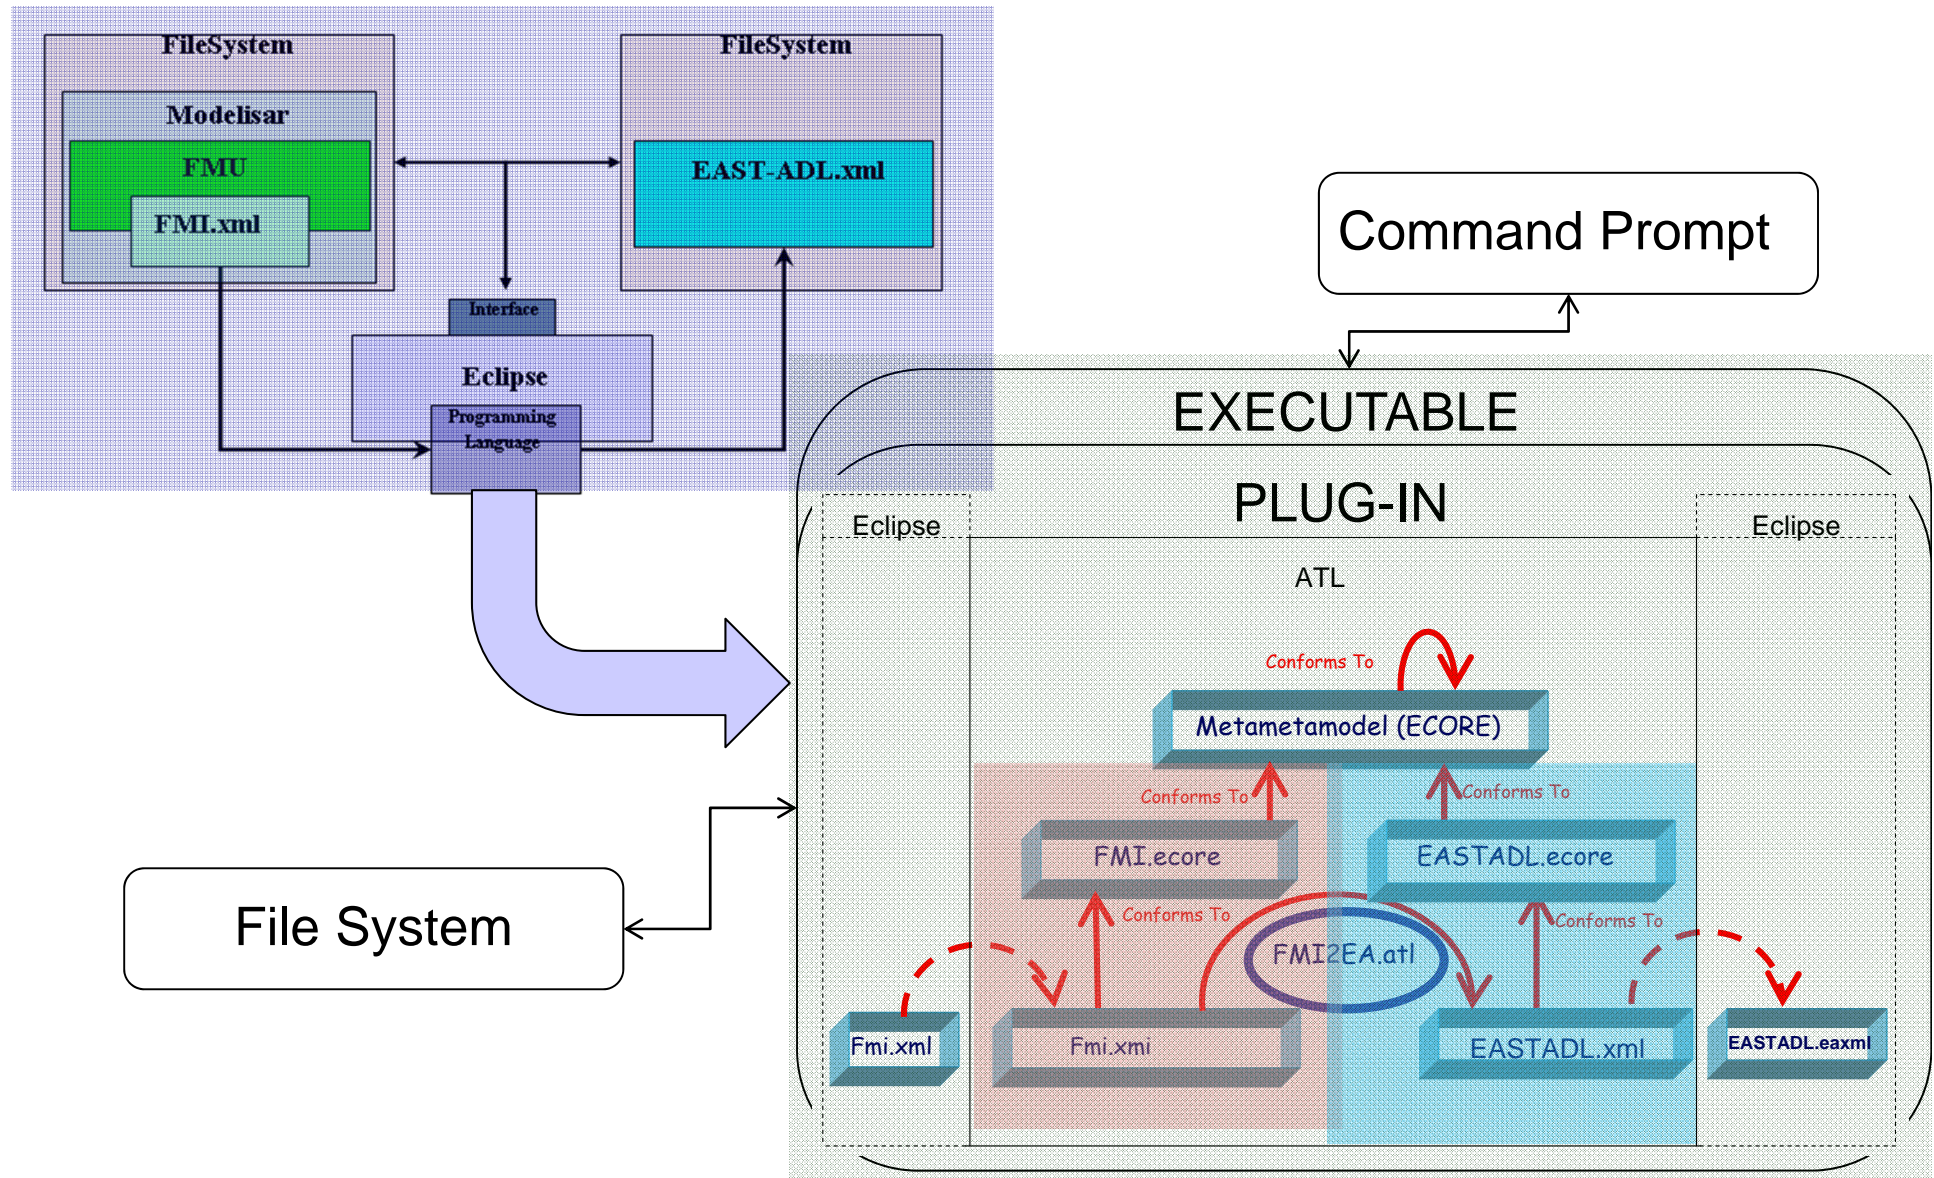 FileSystem
FileSystem
Modelisar
FMU
FMI.xml
EAST-ADL.xml
Interface
Eclipse
Programming
Language
Command Prompt
EXECUTABLE
PLUG-IN
Eclipse
Eclipse
ATL
Conforms To
Metametamodel (ECORE)
Conforms To
Conforms To
FMI.ecore
EASTADL.ecore
Conforms To
Conforms To
FMI2EA.atl
File System
Fmi.xml
Fmi.xmi
EASTADL.xml
EASTADL.eaxml